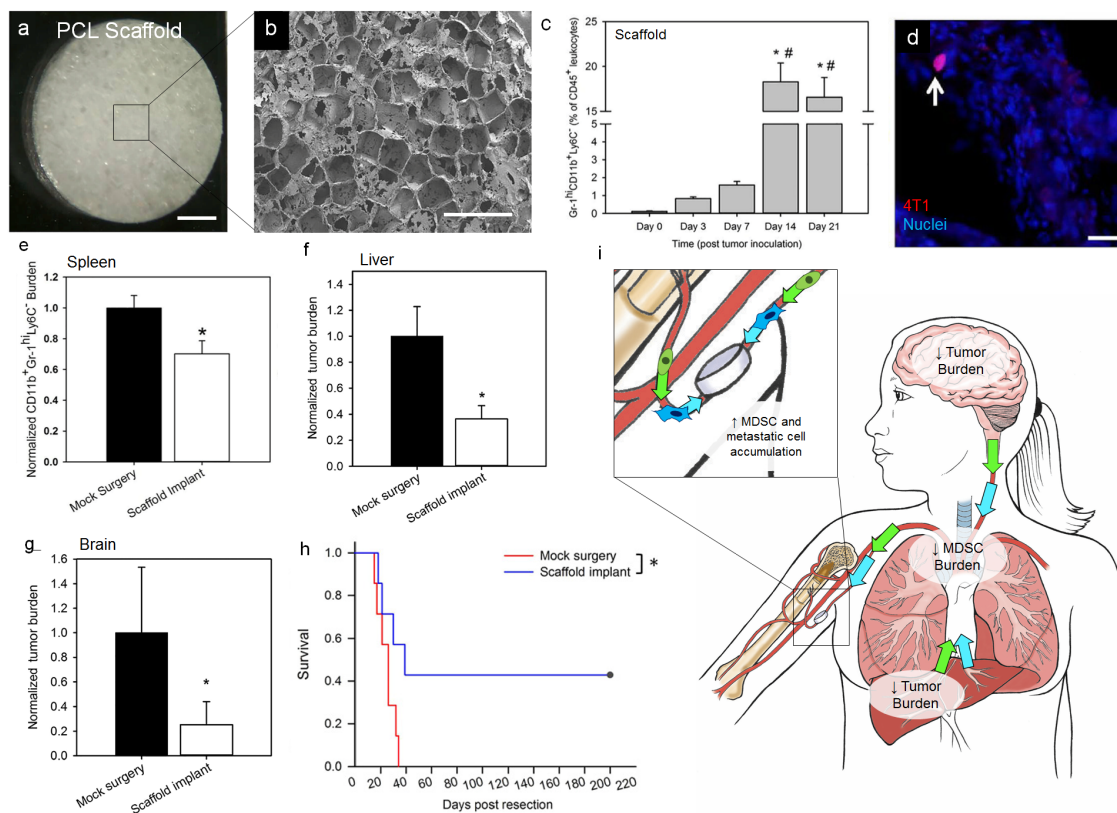 a
PCL Scaffold
b
c
Scaffold
Gr-1hiCD11b+Ly6C- (% of CD45+ leukocytes)
25
20
15
5
4
3
2
1
0
* #
* #
Day 0
Day 3
Day 7
Day 14
Day 21
Time (post tumor inoculation)
d
4T1
Nuclei
e
Spleen
Normalized CD11b+Gr-1hiLy6C- Burden
1.2
1.0
0.8
0.6
0.4
0.2
0.0
*
Mock Surgery
Scaffold Implant
f
Liver
Normalized tumor burden
1.4
1.2
1.0
0.8
0.6
0.4
0.2
0.0
*
Mock surgery
Scaffold implant
g
Brain
Normalized tumor burden
1.6
1.4
1.2
1.0
0.8
0.6
0.4
0.2
0.0
*
Mock surgery
Scaffold implant
h
Mock surgery
Scaffold implant
*
Survival
1.0
0.8
0.6
0.4
0.2
0.0
0 20 40 60 80 100 120 140 160 180 200 220
Days post resection
i
↑ MDSC and
metastatic cell
accumulation
↓ Tumor
Burden
↓ MDSC
Burden
↓ Tumor
Burden